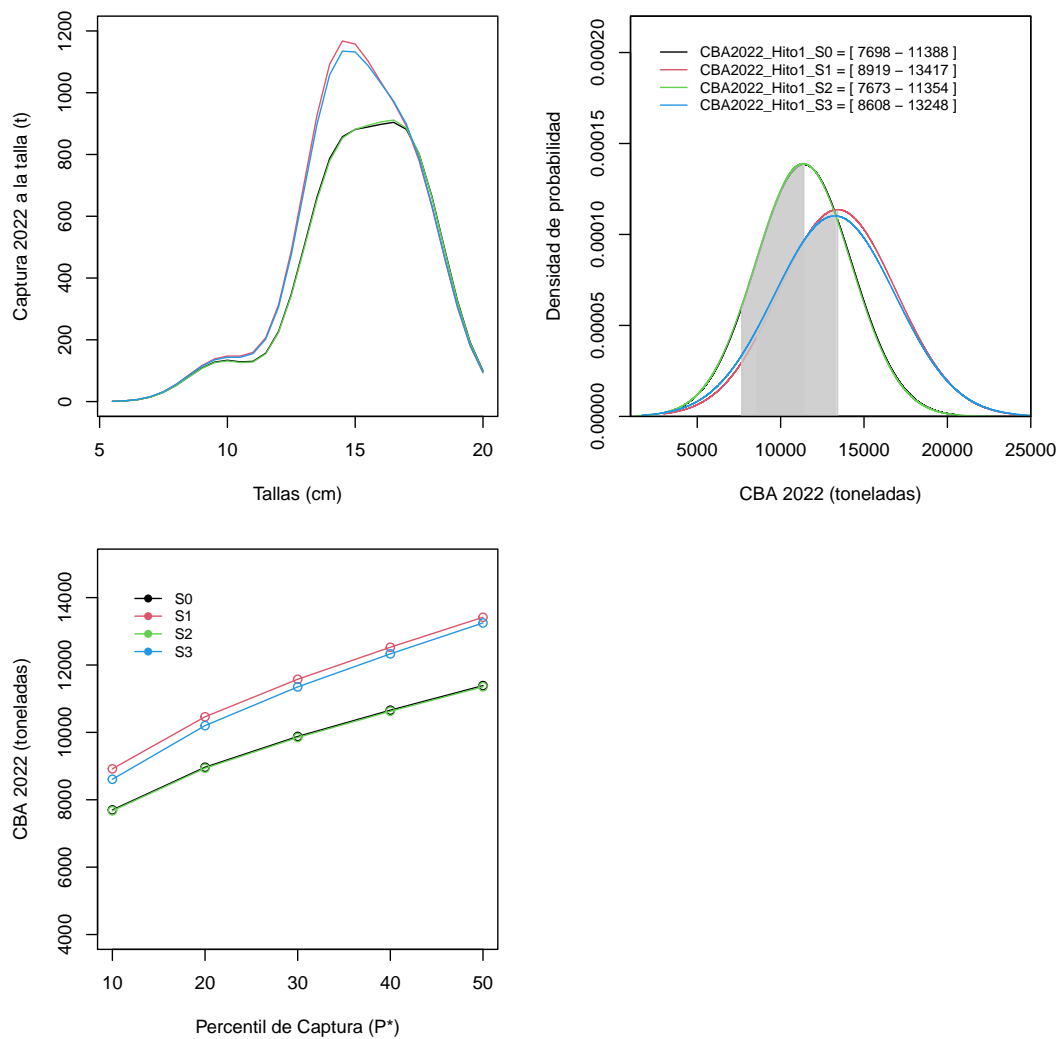 Captura 2022 a la talla (t)
1200
1000
800
600
400
200
0
5
10
15
20
Tallas (cm)
Densidad de probabilidad
0.00020
0.00015
0.00010
0.00005
0.00000
CBA2022_Hito1_S0 = [ 7698 − 11388 ]
CBA2022_Hito1_S1 = [ 8919 − 13417 ]
CBA2022_Hito1_S2 = [ 7673 − 11354 ]
CBA2022_Hito1_S3 = [ 8608 − 13248 ]
5000
10000
15000
20000
25000
CBA 2022 (toneladas)
CBA 2022 (toneladas)
14000
12000
10000
8000
6000
4000
S0
S1
S2
S3
10
20
30
40
50
Percentil de Captura (P*)